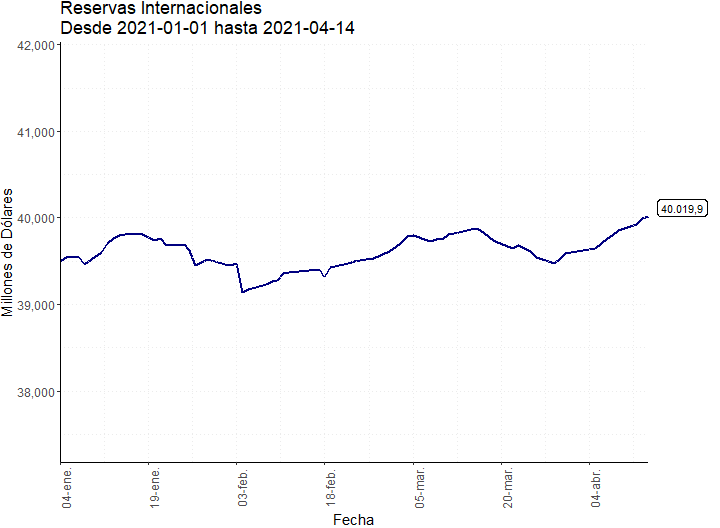 Reservas Internacionales
Desde 2021-01-01 hasta 2021-04-14
Millones de Dólares
42,000
41,000
40,000
39,000
38,000
40.019,9
04-ene.
19-ene.
03-feb.
18-feb.
05-mar.
20-mar.
04-abr.
Fecha